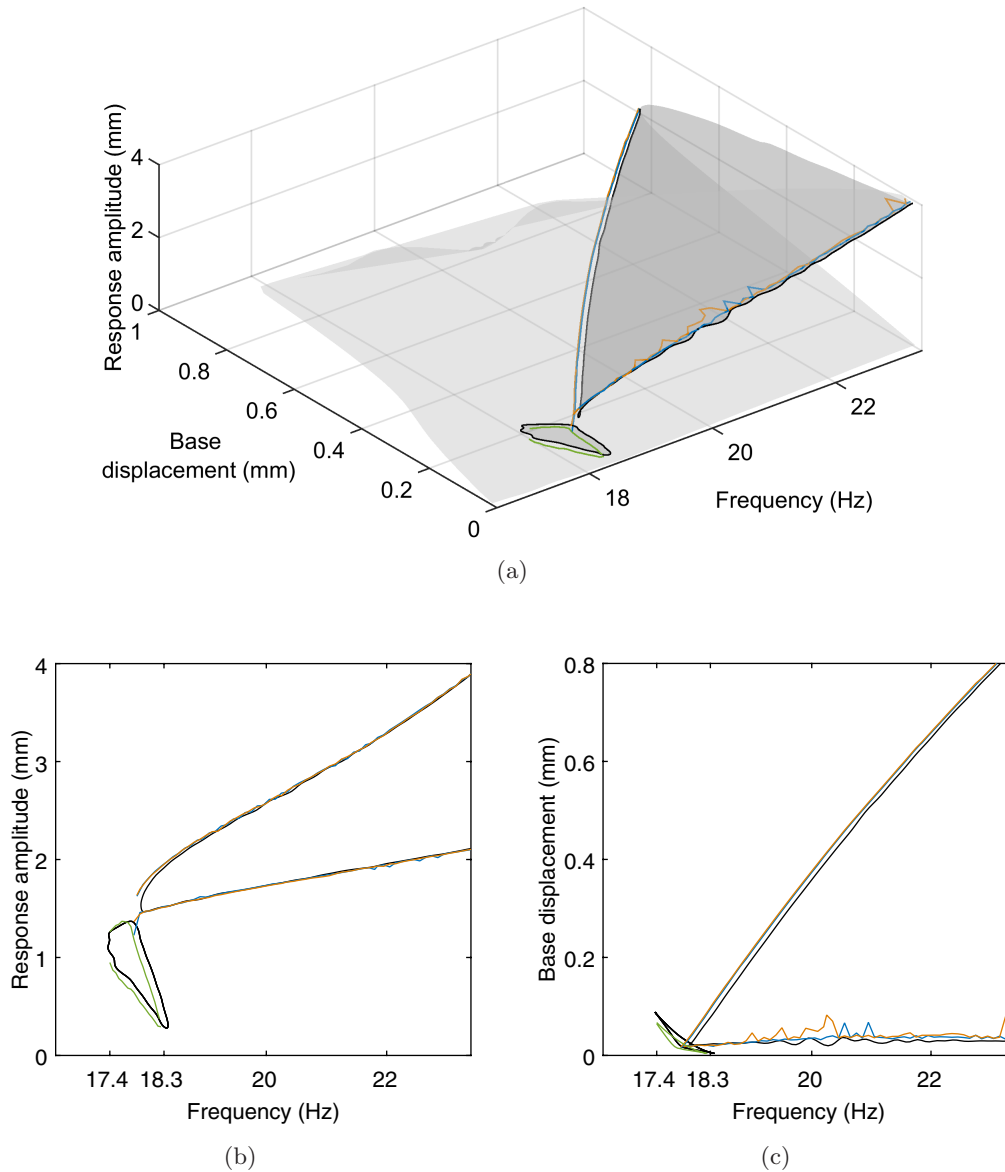 Response amplitude (mm)
4
2
0
1
0.8
0.6
0.4
0.2
0
Base
displacement (mm)
18
20
22
Frequency (Hz)
(a)
Response amplitude (mm)
4
3
2
1
0
17.4
18.3
20
22
Frequency (Hz)
(b)
Base displacement (mm)
0.8
0.6
0.4
0.2
0
17.4
18.3
20
22
Frequency (Hz)
(c)